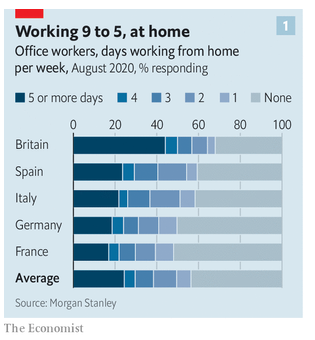 Working 9 to 5, at home
1
Office workers, days working from home
per week, August 2020, % responding
5 or more days 4 3 2 1 None
0 20 40 60 80 100
Britain
Spain
Italy
Germany
France
Average
Source: Morgan Stanley
The Economist